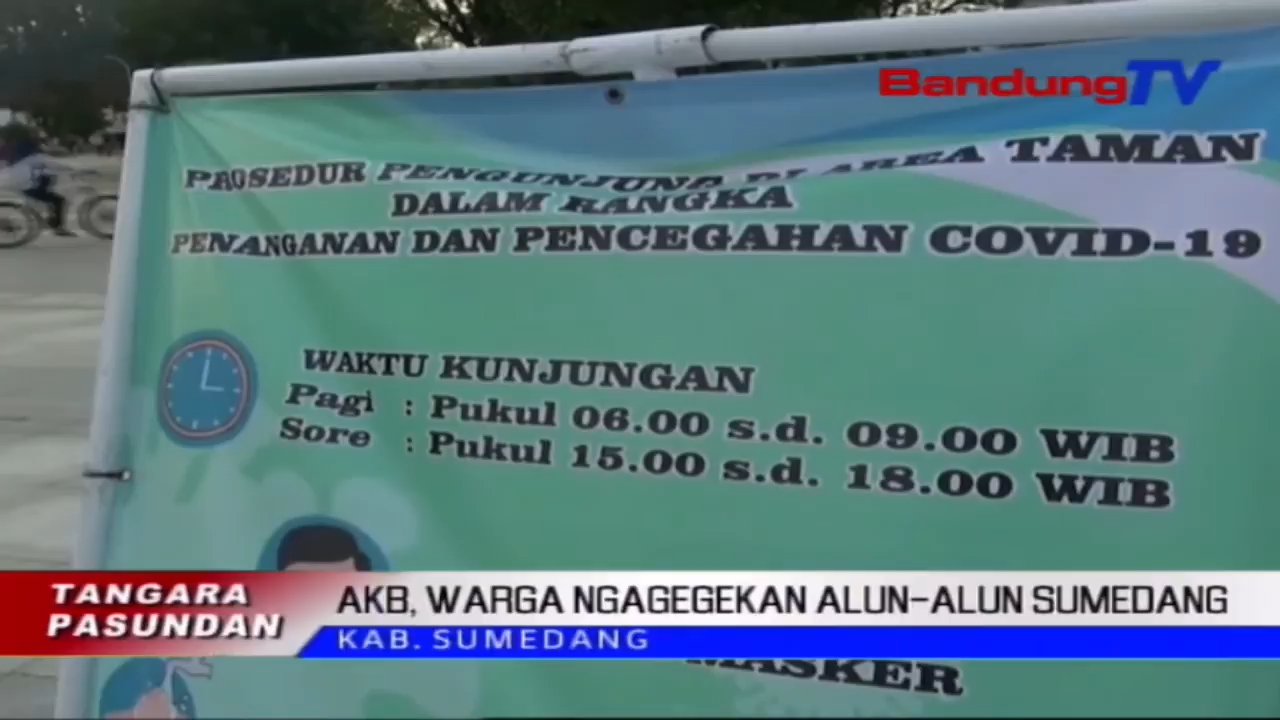 BandungTV
PROSEDUR PENGUNJUNG DI AREA TAMAN
DALAM RANGKA
PENANGANAN DAN PENCEGAHAN COVID-19
WAKTU KUNJUNGAN
Pagi : Pukul 06.00 s.d. 09.00 WIB
Sore : Pukul 15.00 s.d. 18.00 WIB
TANGARA
PASUNDAN
AKB, WARGA NGAGEGEKAN ALUN-ALUN SUMEDANG
KAB. SUMEDANG
MASKER